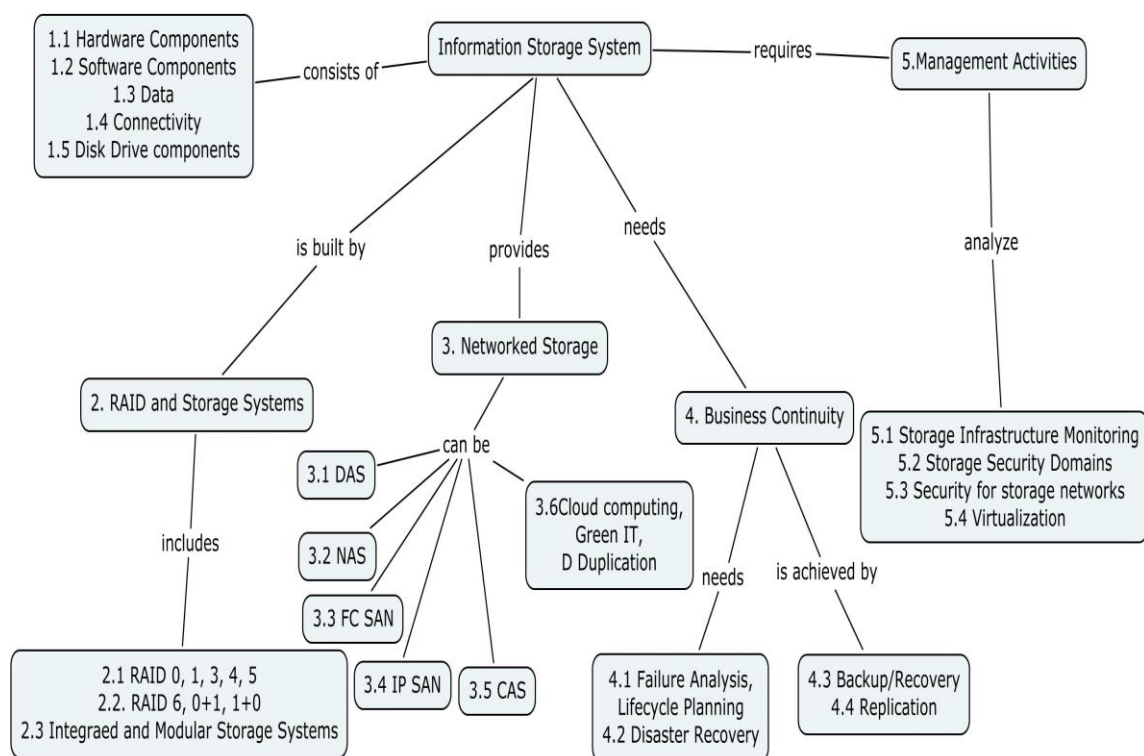 1.1 Hardware Components
1.2 Software Components
1.3 Data
1.4 Connectivity
1.5 Disk Drive components
consists of
Information Storage System
requires
5.Management Activities
is built by
provides
needs
analyze
2. RAID and Storage Systems
3. Networked Storage
4. Business Continuity
5.1 Storage Infrastructure Monitoring
5.2 Storage Security Domains
5.3 Security for storage networks
5.4 Virtualization
includes
can be
3.1 DAS
3.2 NAS
3.3 FC SAN
3.4 IP SAN
3.5 CAS
3.6Cloud computing,
Green IT,
D Duplication
needs
is achieved by
2.1 RAID 0, 1, 3, 4, 5
2.2. RAID 6, 0+1, 1+0
2.3 Integraed and Modular Storage Systems
4.1 Failure Analysis,
Lifecycle Planning
4.2 Disaster Recovery
4.3 Backup/Recovery
4.4 Replication